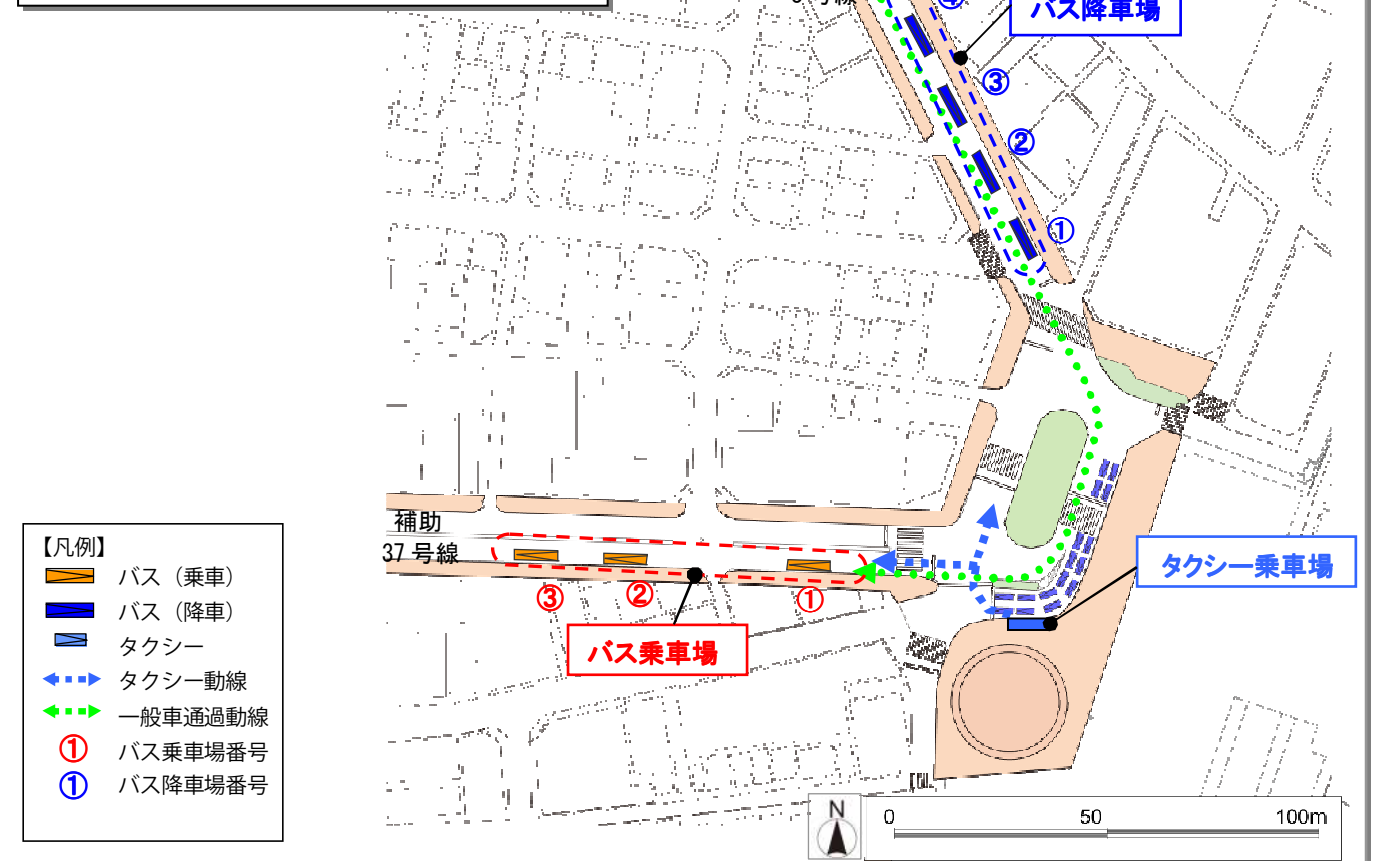 号線
④
バス降車場
③
②
①
補助
37 号線
③
②
①
バス乗車場
タクシー乗車場
【凡例】
バス（乗車）
バス（降車）
タクシー
タクシー動線
一般車通過動線
① バス乗車場番号
① バス降車場番号
N
0 50 100m